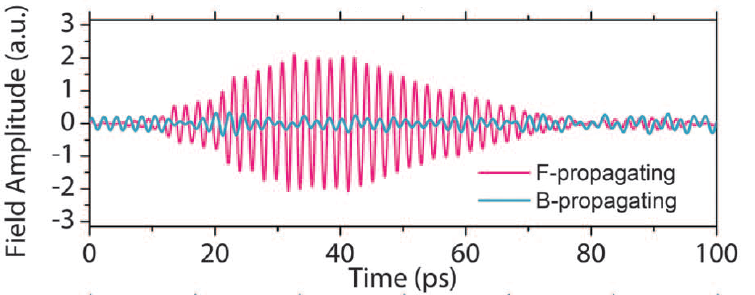 Field Amplitude (a.u.)
3
2
1
0
-1
-2
-3
F-propagating
B-propagating
0 20 40 60 80 100
Time (ps)